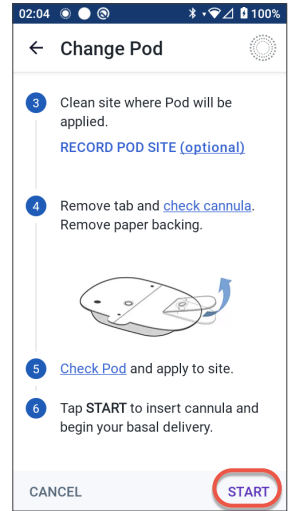 02:04 100%
Change Pod
3 Clean site where Pod will be
applied.
RECORD POD SITE (optional)
4 Remove tab and check cannula.
Remove paper backing.
5 Check Pod and apply to site.
6 Tap START to insert cannula and
begin your basal delivery.
CANCEL START